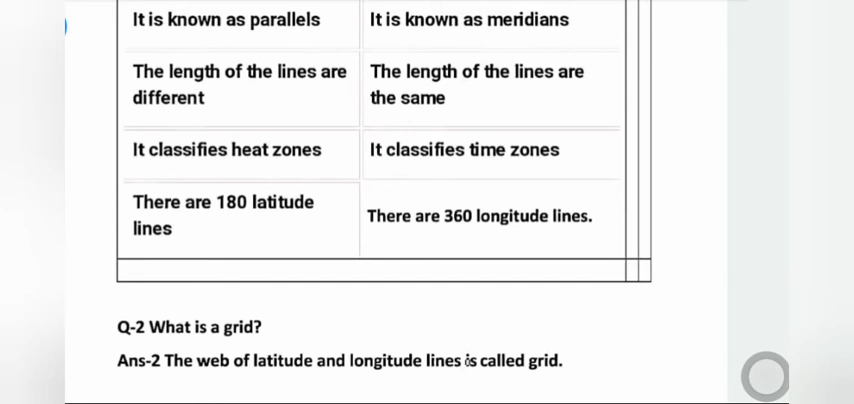 It is known as parallels
It is known as meridians
The length of the lines are
different
The length of the lines are
the same
It classifies heat zones
It classifies time zones
There are 180 latitude
lines
There are 360 longitude lines.
Q-2 What is a grid?
Ans-2 The web of latitude and longitude lines is called grid.